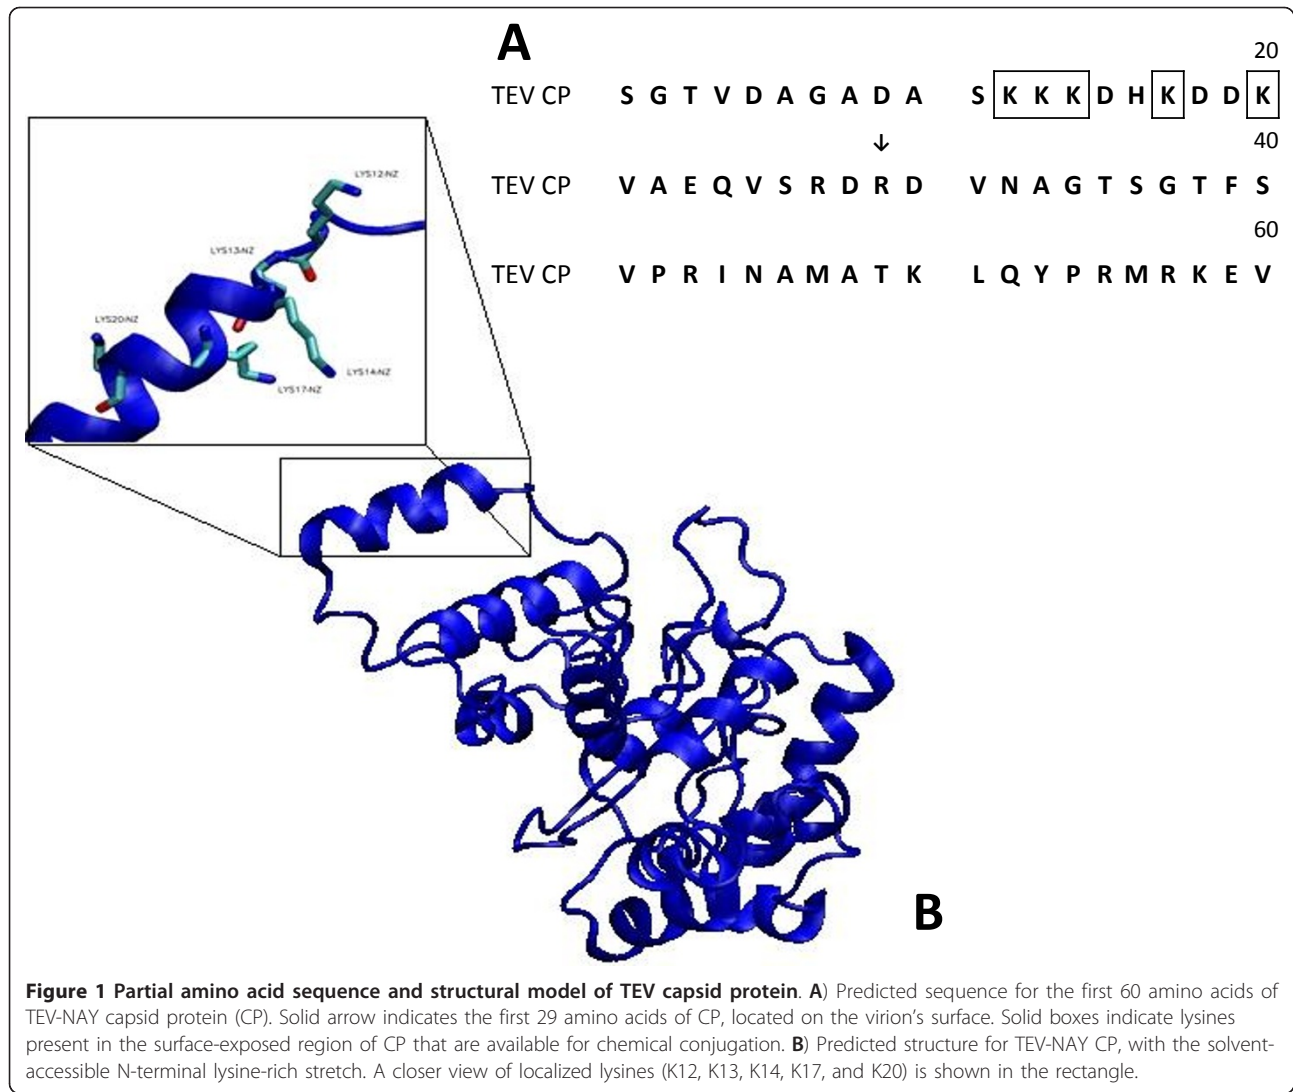 A
20
TEV CP S G T V D A G A D A S K K K D H K D D K
↓ 40
TEV CP V A E Q V S R D R D V N A G T S G T F S
60
TEV CP V P R I N A M A T K L Q Y P R M R K E V
LYS12:NZ
LYS13:NZ
LYS20:NZ
LYS14:NZ
LYS17:NZ
B
Figure 1 Partial amino acid sequence and structural model of TEV capsid protein. A) Predicted sequence for the first 60 amino acids of
TEV-NAY capsid protein (CP). Solid arrow indicates the first 29 amino acids of CP, located on the virion's surface. Solid boxes indicate lysines
present in the surface-exposed region of CP that are available for chemical conjugation. B) Predicted structure for TEV-NAY CP, with the solvent-
accessible N-terminal lysine-rich stretch. A closer view of localized lysines (K12, K13, K14, K17, and K20) is shown in the rectangle.